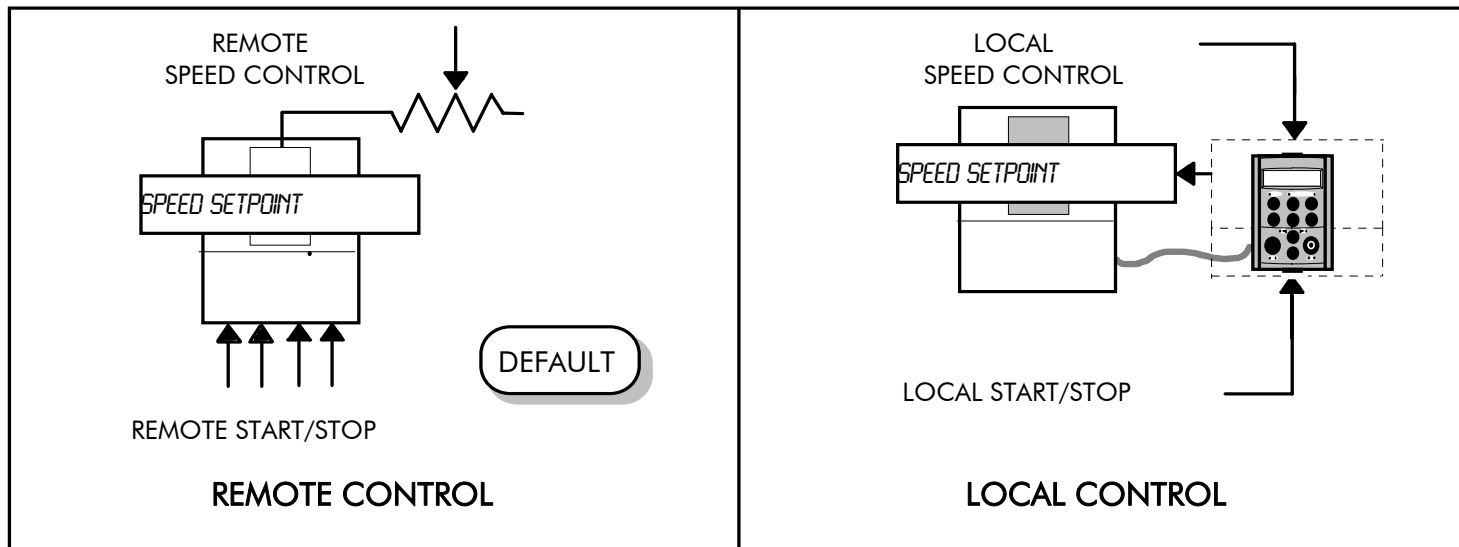 REMOTE
SPEED CONTROL
SPEED SETPOINT
DEFAULT
REMOTE START/STOP
REMOTE CONTROL
LOCAL
SPEED CONTROL
SPEED SETPOINT
LOCAL START/STOP
LOCAL CONTROL